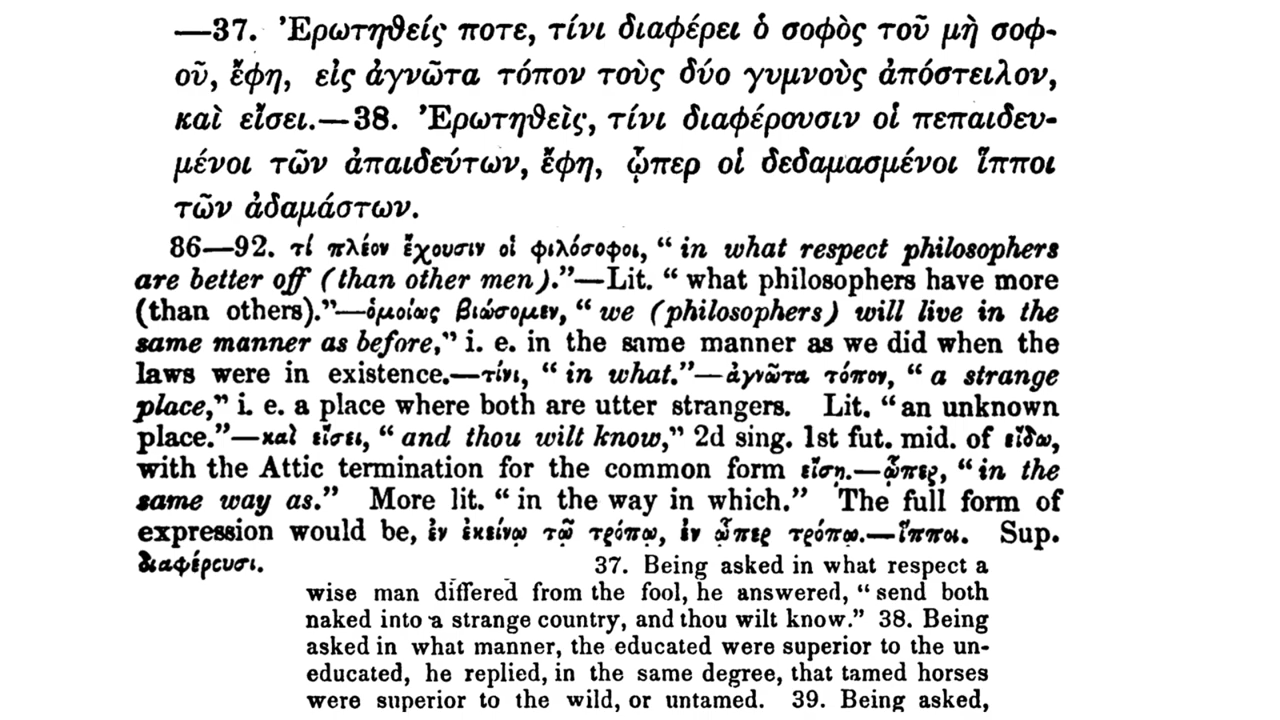 —37. Ἐρωτηθείς ποτε, τίνι διαφέρει ὁ σοφὸς τοῦ μὴ σοφ-
οῦ, ἔφη, εἰς ἀγνῶτα τόπον τοὺς δύο γυμνοὺς ἀπόστειλον,
καὶ εἴσει.—38. Ἐρωτηθεὶς, τίνι διαφέρουσιν οἱ πεπαιδευ-
μένοι τῶν ἀπαιδεύτων, ἔφη, ᾧπερ οἱ δεδαμασμένοι ἵπποι
τῶν ἀδαμάστων.
86—92. τί πλέον ἔχουσιν οἱ φιλόσοφοι, “ in what respect philosophers
are better off (than other men).”—Lit. “ what philosophers have more
(than others).”—ὁμοίως βιώσομεν, “ we (philosophers) will live in the
same manner as before,” i. e. in the same manner as we did when the
laws were in existence.—τίνι, “ in what.”—ἀγνῶτα τόπον, “ a strange
place,” i. e. a place where both are utter strangers. Lit. “ an unknown
place.”—καὶ εἴσει, “ and thou wilt know,” 2d sing. 1st fut. mid. of εἴδω,
with the Attic termination for the common form εἴσῃ.—ᾧπερ, “ in the
same way as.” More lit. “ in the way in which.” The full form of
expression would be, ἐν ἐκείνῳ τῷ τρόπῳ, ἐν ᾧπερ τρόπῳ.—ἵπποι. Sup.
διαφέρουσι.
37. Being asked in what respect a
wise man differed from the fool, he answered, “ send both
naked into a strange country, and thou wilt know.” 38. Being
asked in what manner, the educated were superior to the un-
educated, he replied, in the same degree, that tamed horses
were superior to the wild, or untamed. 39. Being asked,